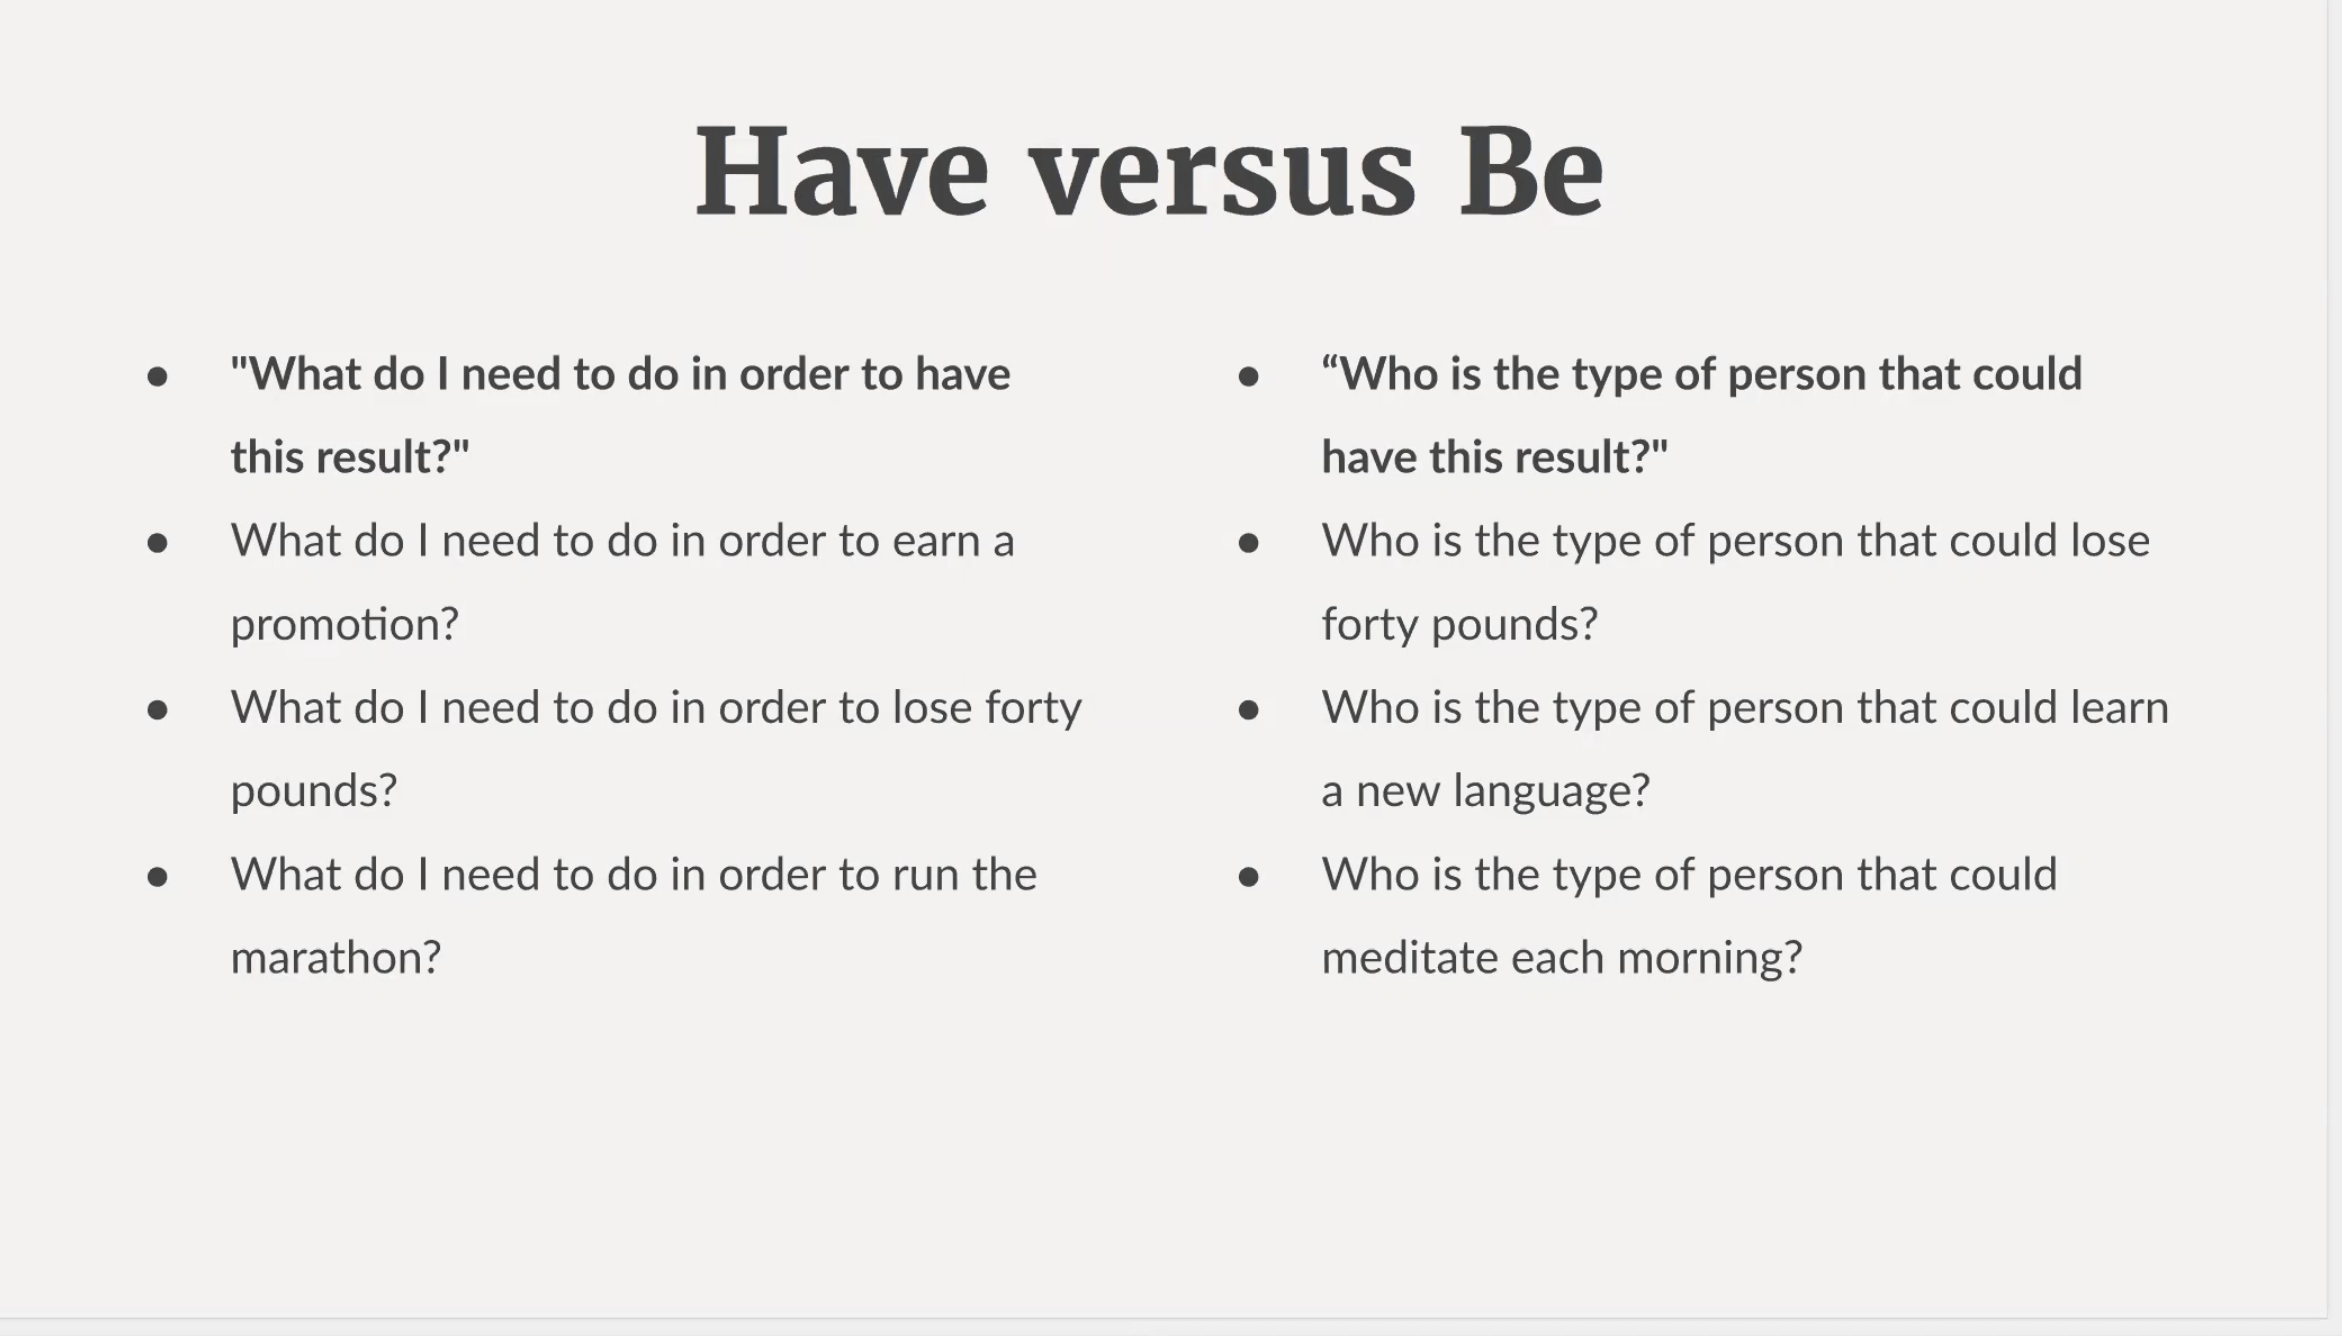 Have versus Be
● "What do I need to do in order to have
this result?"
● What do I need to do in order to earn a
promotion?
● What do I need to do in order to lose forty
pounds?
● What do I need to do in order to run the
marathon?
● “Who is the type of person that could
have this result?"
● Who is the type of person that could lose
forty pounds?
● Who is the type of person that could learn
a new language?
● Who is the type of person that could
meditate each morning?